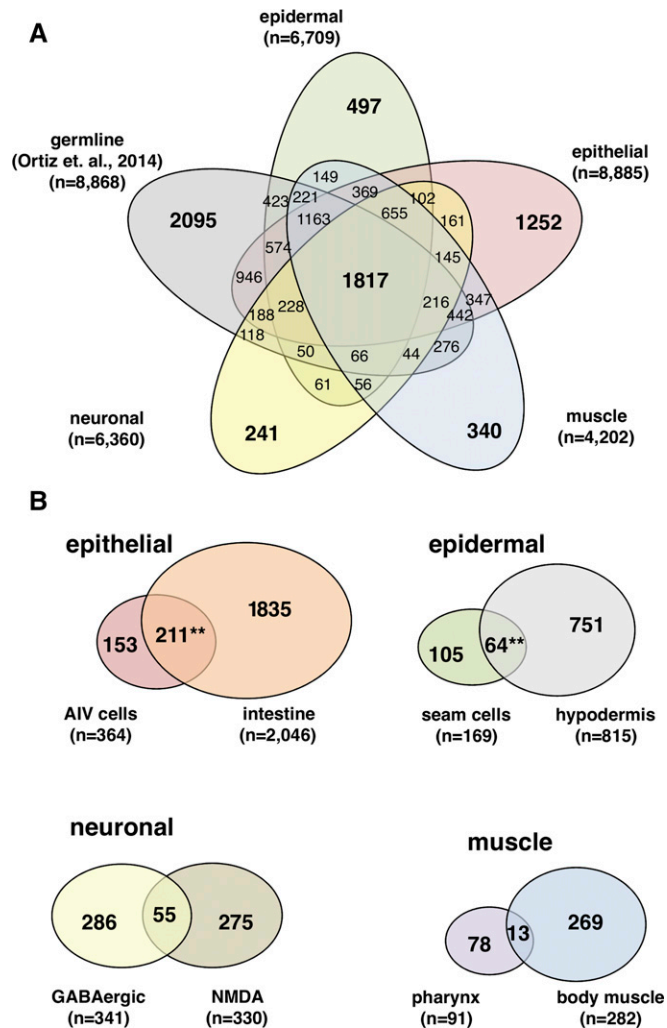 A
epidermal
(n=6,709)
497
germline
(Ortiz et. al., 2014)
(n=8,868)
epithelial
(n=8,885)
149
423 221 369 102
2095 1163 655 161 1252
574 145
946 1817
228 216 347
188 442
118 50 66 44 276
61 56
neuronal
(n=6,360)
241
340
muscle
(n=4,202)
B
epithelial
153 211** 1835
AIV cells
(n=364)
intestine
(n=2,046)
epidermal
105 64** 751
seam cells
(n=169)
hypodermis
(n=815)
neuronal
286 55 275
GABAergic
(n=341)
NMDA
(n=330)
muscle
78 13 269
pharynx
(n=91)
body muscle
(n=282)